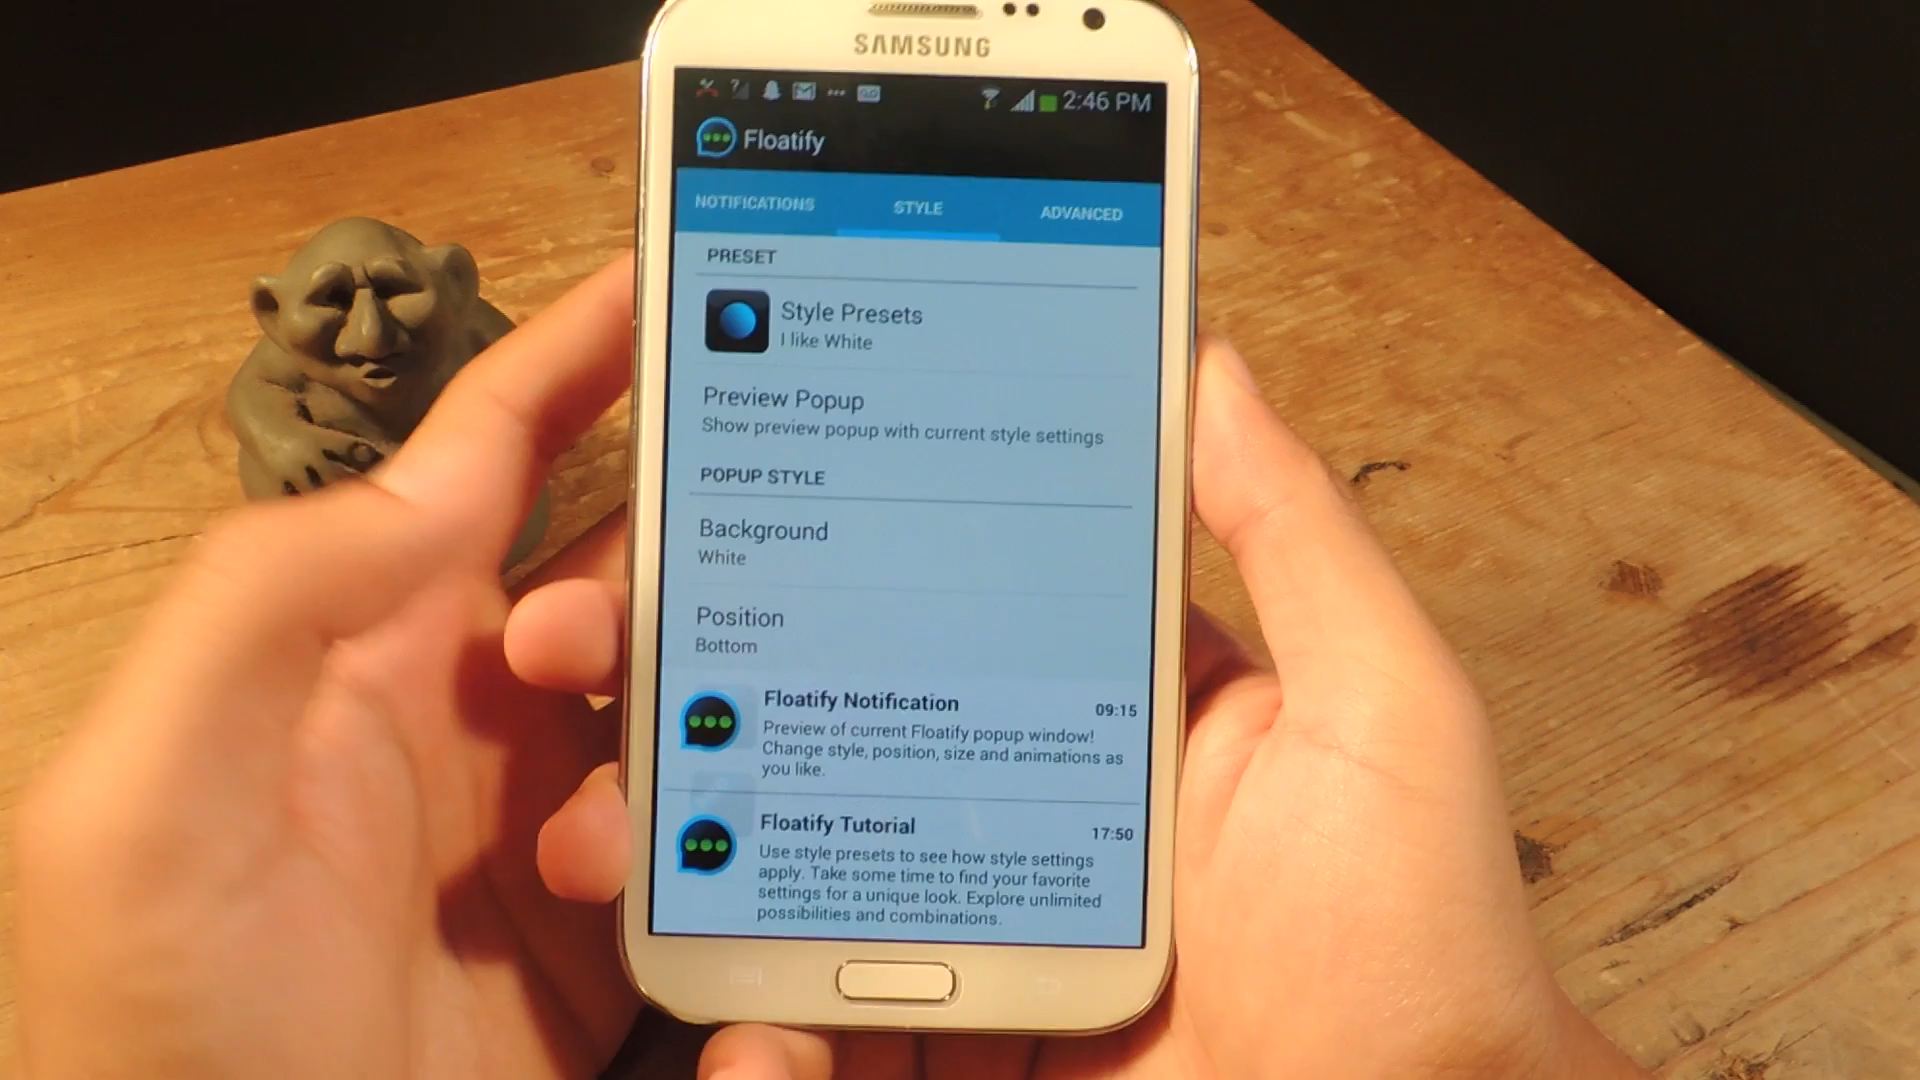 SAMSUNG
2:46 PM
Floatify
NOTIFICATIONS
STYLE
ADVANCED
PRESET
Style Presets
I like White
Preview Popup
Show preview popup with current style settings
POPUP STYLE
Background
White
Position
Bottom
Floatify Notification
09:15
Preview of current Floatify popup window!
Change style, position, size and animations as
you like.
Floatify Tutorial
17:50
Use style presets to see how style settings
apply. Take some time to find your favorite
settings for a unique look. Explore unlimited
possibilities and combinations.